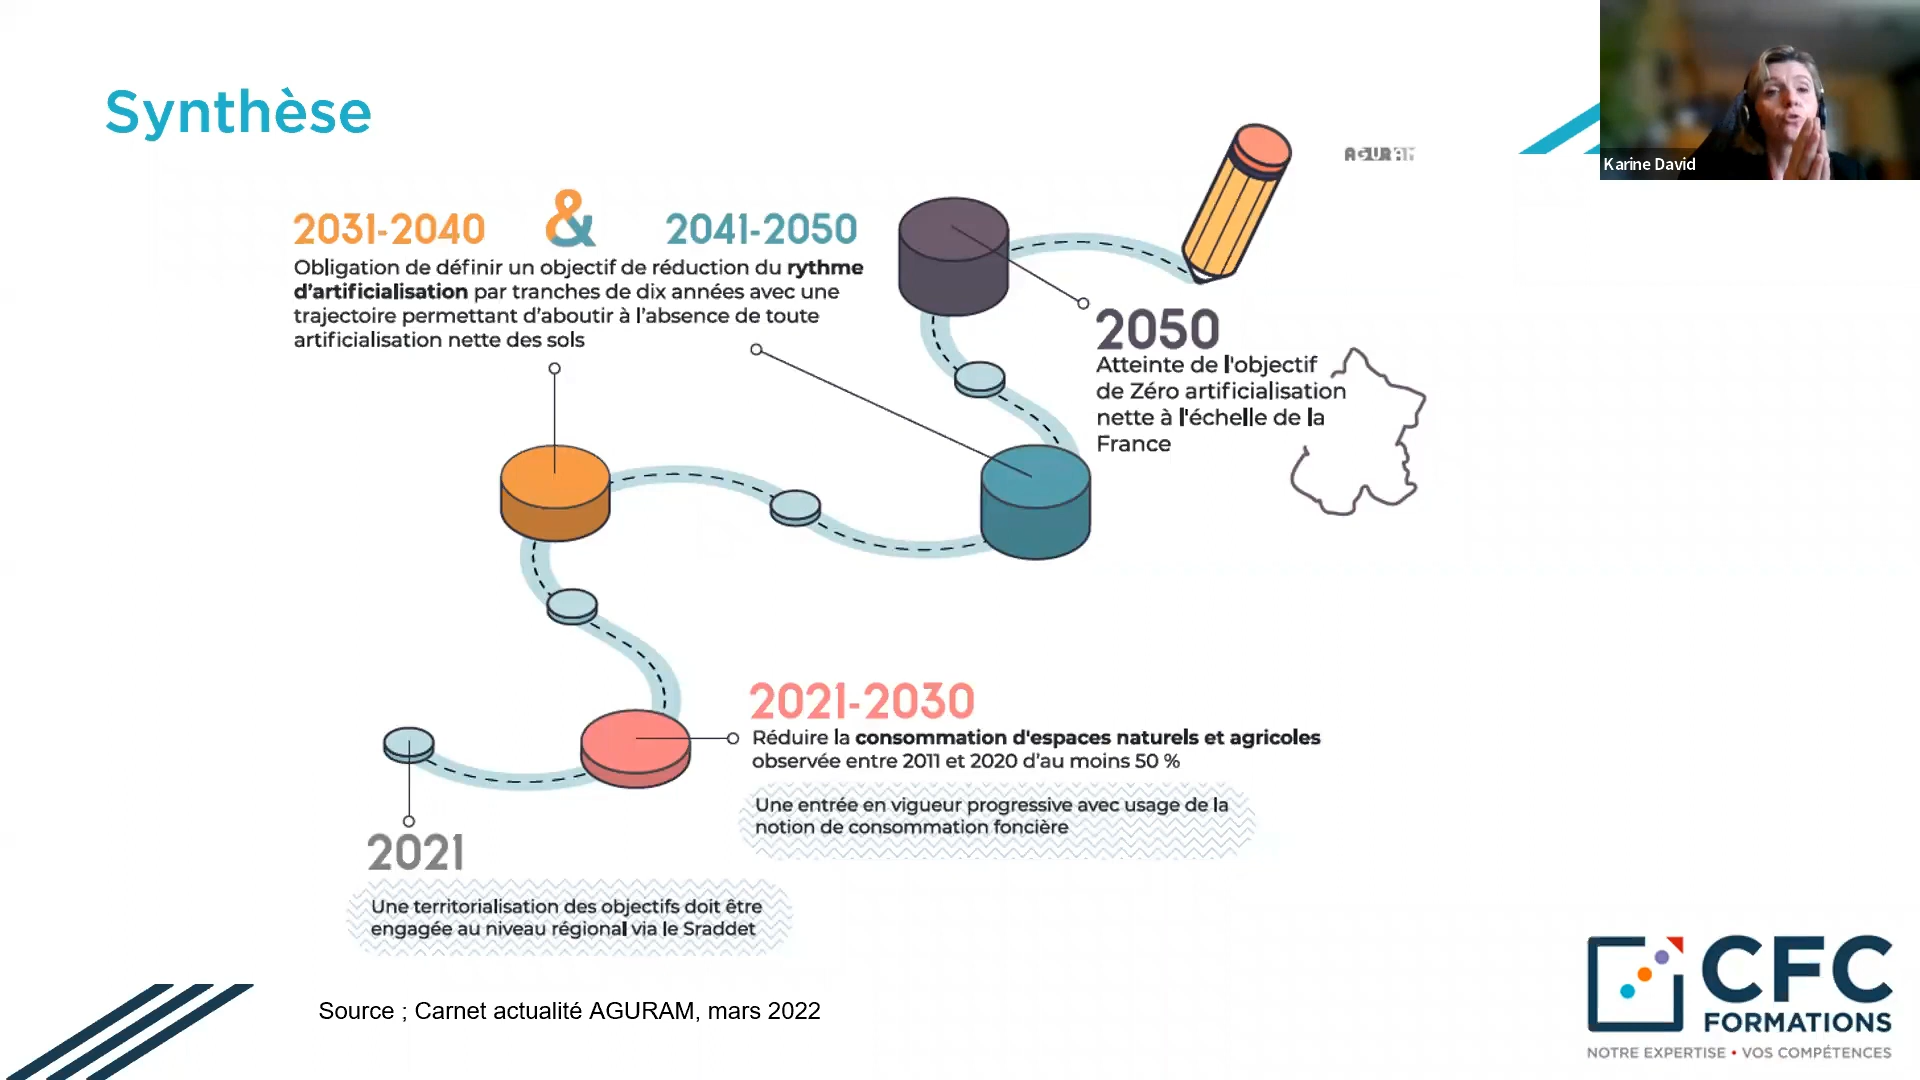 Synthèse
AGURAM
Karine David
2031-2040 & 2041-2050
Obligation de définir un objectif de réduction du rythme
d'artificialisation par tranches de dix années avec une
trajectoire permettant d'aboutir à l'absence de toute
artificialisation nette des sols
2050
Atteinte de l'objectif
de Zéro artificialisation
nette à l'échelle de la
France
2021-2030
Réduire la consommation d'espaces naturels et agricoles
observée entre 2011 et 2020 d'au moins 50 %
Une entrée en vigueur progressive avec usage de la
notion de consommation foncière
2021
Une territorialisation des objectifs doit être
engagée au niveau régional via le Sraddet
Source ; Carnet actualité AGURAM, mars 2022
CFC
FORMATIONS
NOTRE EXPERTISE • VOS COMPÉTENCES